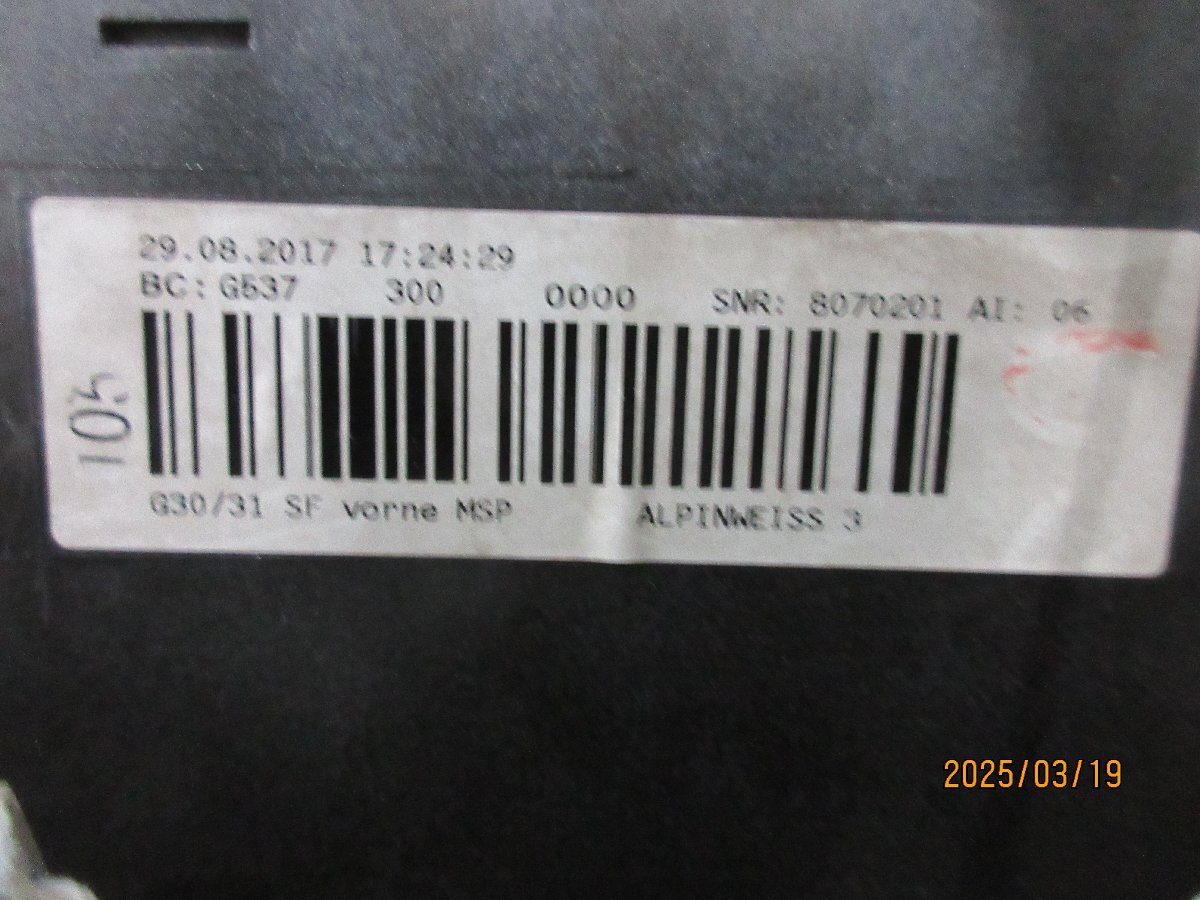 29.08.2017 17:24:29
BC: G537 300 0000 SNR: 8070201 AI: 06
103
G30/31 SF vorne MSP ALPINWEISS 3
2025/03/19